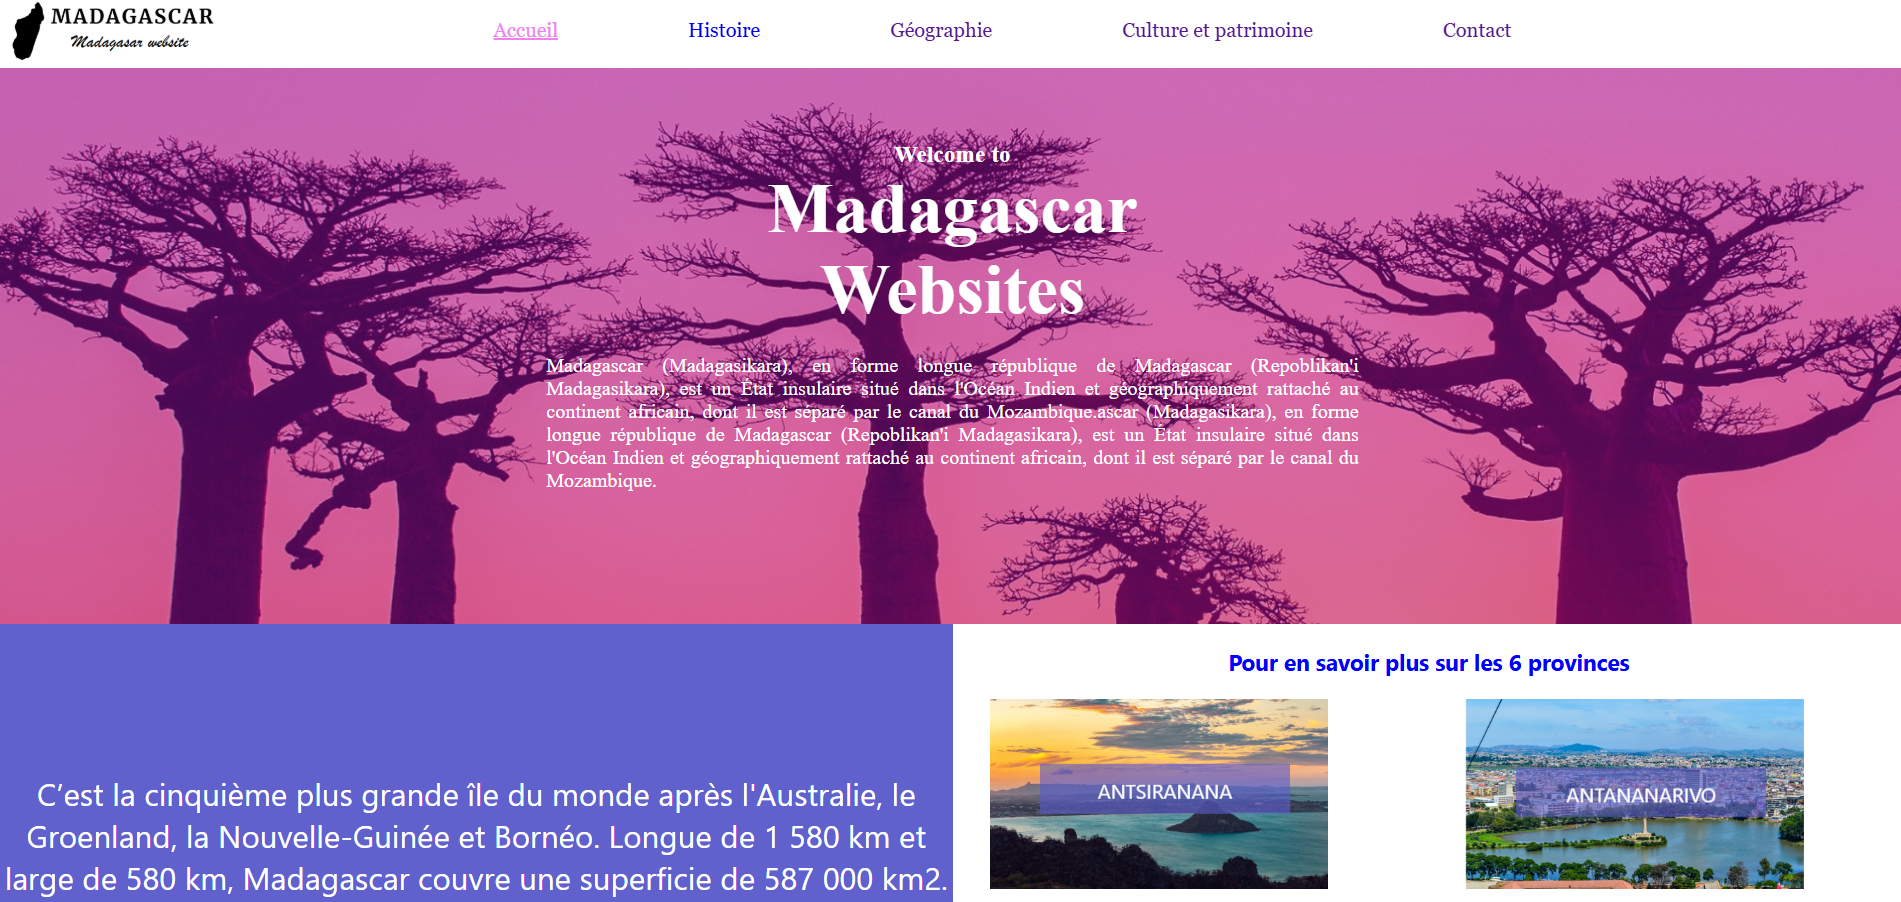 MADAGASCAR
Madagasar website
Accueil
Histoire
Géographie
Culture et patrimoine
Contact
Welcome to
Madagascar
Websites
Madagascar (Madagasikara), en forme longue république de Madagascar (Repoblikan'i
Madagasikara), est un État insulaire situé dans l'Océan Indien et géographiquement rattaché au
continent africain, dont il est séparé par le canal du Mozambique.ascar (Madagasikara), en forme
longue république de Madagascar (Repoblikan'i Madagasikara), est un État insulaire situé dans
l'Océan Indien et géographiquement rattaché au continent africain, dont il est séparé par le canal du
Mozambique.
C’est la cinquième plus grande île du monde après l'Australie, le
Groenland, la Nouvelle-Guinée et Bornéo. Longue de 1 580 km et
large de 580 km, Madagascar couvre une superficie de 587 000 km2.
Pour en savoir plus sur les 6 provinces
ANTSIRANANA
ANTANANARIVO